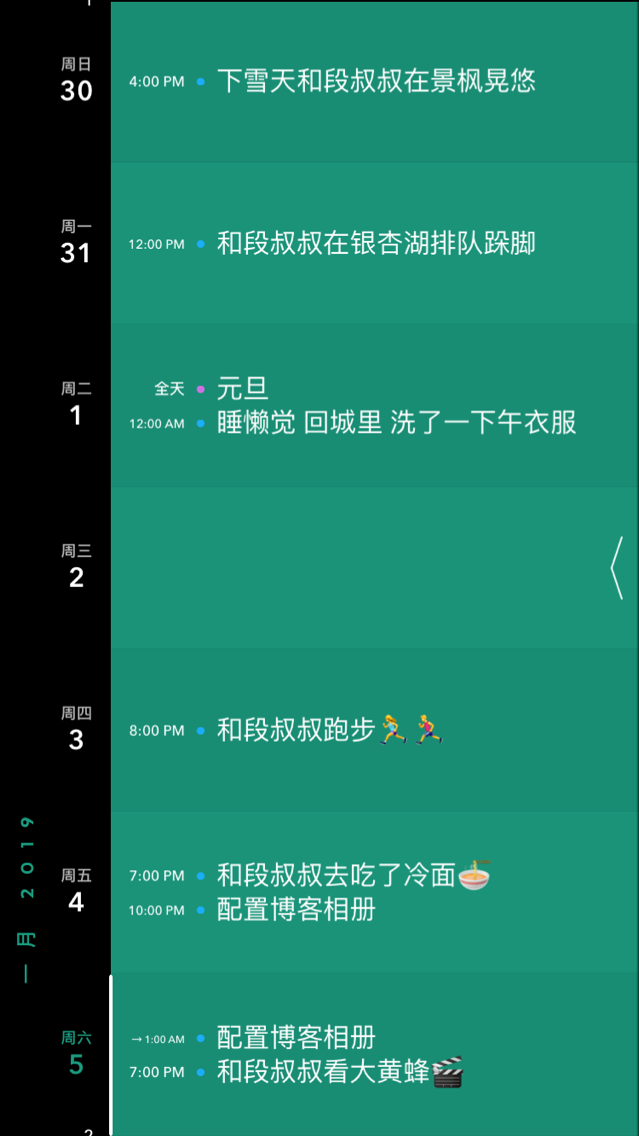 周日
30
4:00 PM 下雪天和段叔叔在景枫晃悠
周一
31
12:00 PM 和段叔叔在银杏湖排队跺脚
周二
1
全天 元旦
12:00 AM 睡懒觉 回城里 洗了一下午衣服
周三
2
周四
3
8:00 PM 和段叔叔跑步🏃‍♀️🏃
一月 2019
周五
4
7:00 PM 和段叔叔去吃了冷面🍜
10:00 PM 配置博客相册
周六
5
→ 1:00 AM 配置博客相册
7:00 PM 和段叔叔看大黄蜂🎬